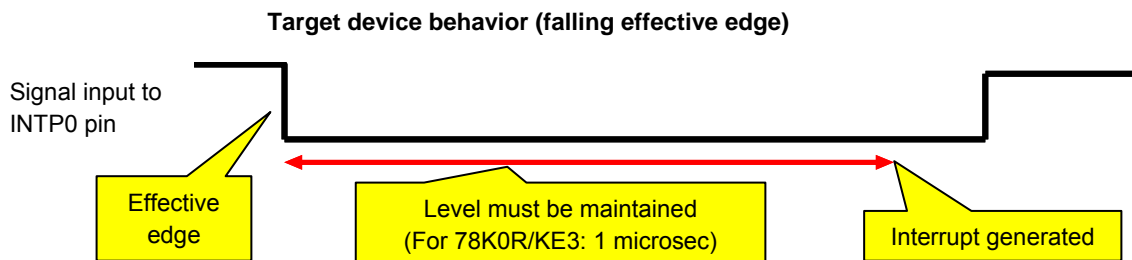 Target device behavior (falling effective edge)
Signal input to
INTP0 pin
Effective
edge
Level must be maintained
(For 78K0R/KE3: 1 microsec)
Interrupt generated